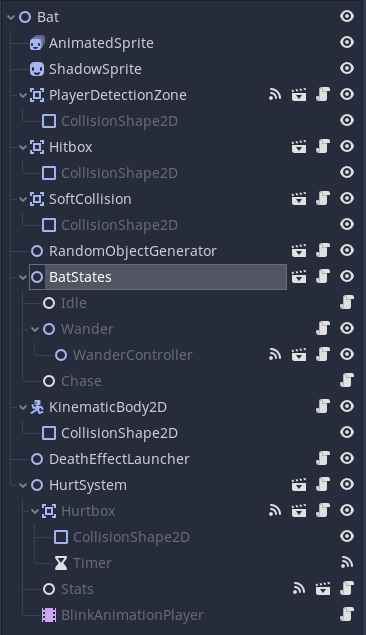 Bat
AnimatedSprite
ShadowSprite
PlayerDetectionZone
CollisionShape2D
Hitbox
CollisionShape2D
SoftCollision
CollisionShape2D
RandomObjectGenerator
BatStates
Idle
Wander
WanderController
Chase
KinematicBody2D
CollisionShape2D
DeathEffectLauncher
HurtSystem
Hurtbox
CollisionShape2D
Timer
Stats
BlinkAnimationPlayer